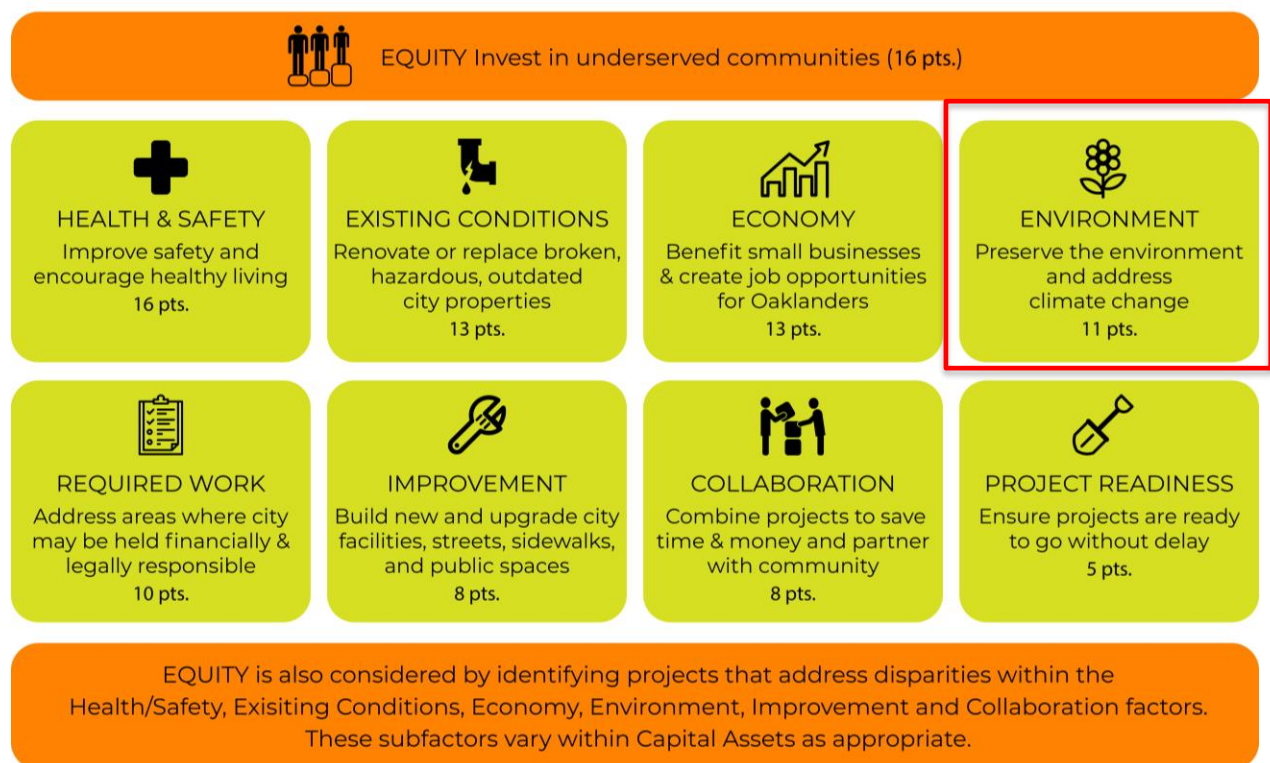 EQUITY Invest in underserved communities (16 pts.)
HEALTH & SAFETY
Improve safety and
encourage healthy living
16 pts.
EXISTING CONDITIONS
Renovate or replace broken,
hazardous, outdated
city properties
13 pts.
ECONOMY
Benefit small businesses
& create job opportunities
for Oaklanders
13 pts.
ENVIRONMENT
Preserve the environment
and address
climate change
11 pts.
REQUIRED WORK
Address areas where city
may be held financially &
legally responsible
10 pts.
IMPROVEMENT
Build new and upgrade city
facilities, streets, sidewalks,
and public spaces
8 pts.
COLLABORATION
Combine projects to save
time & money and partner
with community
8 pts.
PROJECT READINESS
Ensure projects are ready
to go without delay
5 pts.
EQUITY is also considered by identifying projects that address disparities within the
Health/Safety, Exisiting Conditions, Economy, Environment, Improvement and Collaboration factors.
These subfactors vary within Capital Assets as appropriate.